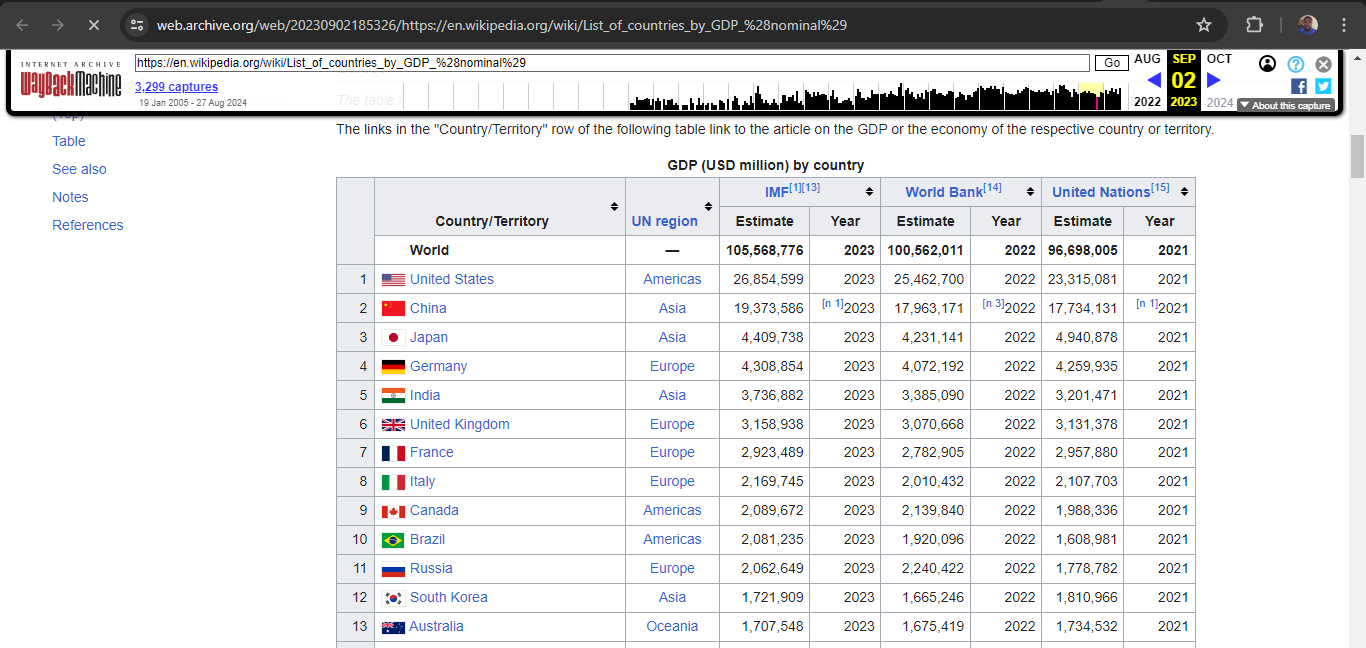 web.archive.org/web/20230902185326/https://en.wikipedia.org/wiki/List_of_countries_by_GDP_%28nominal%29
INTERNET ARCHIVE
WayBackMachine
https://en.wikipedia.org/wiki/List_of_countries_by_GDP_%28nominal%29
Go
AUG SEP OCT
02
2022 2023 2024
3,299 captures
19 Jan 2005 - 27 Aug 2024
▼ About this capture
The table i
(Top)
Table
See also
Notes
References
The links in the "Country/Territory" row of the following table link to the article on the GDP or the economy of the respective country or territory.
GDP (USD million) by country
Country/Territory UN region IMF[1][13] World Bank[14] United Nations[15]
Estimate Year Estimate Year Estimate Year
World — 105,568,776 2023 100,562,011 2022 96,698,005 2021
1 United States Americas 26,854,599 2023 25,462,700 2022 23,315,081 2021
2 China Asia 19,373,586 [n 1]2023 17,963,171 [n 3]2022 17,734,131 [n 1]2021
3 Japan Asia 4,409,738 2023 4,231,141 2022 4,940,878 2021
4 Germany Europe 4,308,854 2023 4,072,192 2022 4,259,935 2021
5 India Asia 3,736,882 2023 3,385,090 2022 3,201,471 2021
6 United Kingdom Europe 3,158,938 2023 3,070,668 2022 3,131,378 2021
7 France Europe 2,923,489 2023 2,782,905 2022 2,957,880 2021
8 Italy Europe 2,169,745 2023 2,010,432 2022 2,107,703 2021
9 Canada Americas 2,089,672 2023 2,139,840 2022 1,988,336 2021
10 Brazil Americas 2,081,235 2023 1,920,096 2022 1,608,981 2021
11 Russia Europe 2,062,649 2023 2,240,422 2022 1,778,782 2021
12 South Korea Asia 1,721,909 2023 1,665,246 2022 1,810,966 2021
13 Australia Oceania 1,707,548 2023 1,675,419 2022 1,734,532 2021